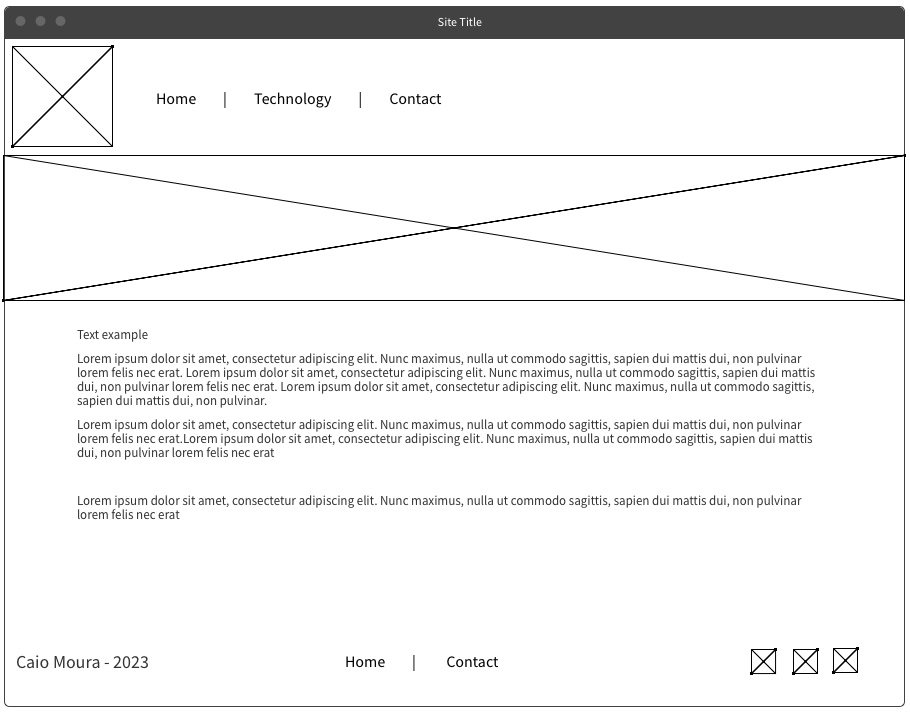 Site Title
Home | Technology | Contact
Text example
Lorem ipsum dolor sit amet, consectetur adipiscing elit. Nunc maximus, nulla ut commodo sagittis, sapien dui mattis dui, non pulvinar
lorem felis nec erat. Lorem ipsum dolor sit amet, consectetur adipiscing elit. Nunc maximus, nulla ut commodo sagittis, sapien dui mattis
dui, non pulvinar lorem felis nec erat. Lorem ipsum dolor sit amet, consectetur adipiscing elit. Nunc maximus, nulla ut commodo sagittis,
sapien dui mattis dui, non pulvinar.
Lorem ipsum dolor sit amet, consectetur adipiscing elit. Nunc maximus, nulla ut commodo sagittis, sapien dui mattis dui, non pulvinar
lorem felis nec erat.Lorem ipsum dolor sit amet, consectetur adipiscing elit. Nunc maximus, nulla ut commodo sagittis, sapien dui mattis
dui, non pulvinar lorem felis nec erat
Lorem ipsum dolor sit amet, consectetur adipiscing elit. Nunc maximus, nulla ut commodo sagittis, sapien dui mattis dui, non pulvinar
lorem felis nec erat
Caio Moura - 2023
Home | Contact